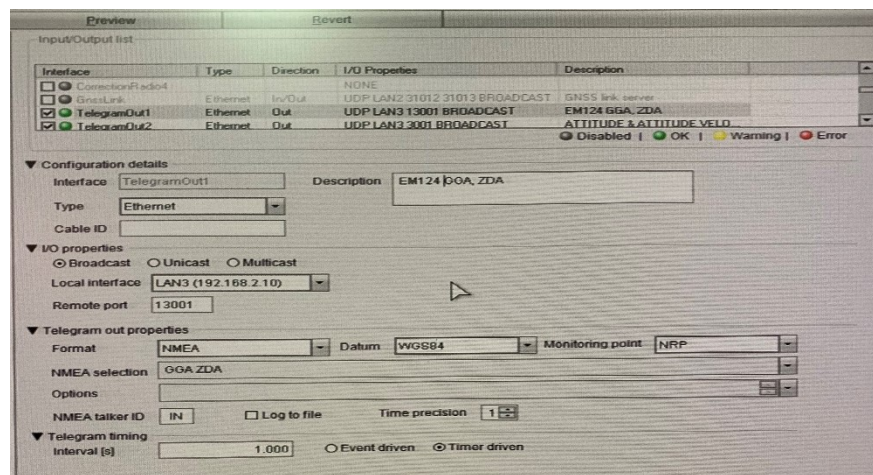 Preview Revert
Input/Output list
Interface Type Direction I/O Properties Description
CorrectionRadio4 NONE
GnssLink Ethernet In/Out UDP LAN2 31012 31013 BROADCAST GNSS link server
TelegramOut1 Ethernet Out UDP LAN3 13001 BROADCAST EM124 GGA, ZDA
TelegramOut2 Ethernet Out UDP LAN3 3001 BROADCAST ATTITUDE & ATTITUDE VELO...
Disabled | OK | Warning | Error
Configuration details
Interface TelegramOut1 Description EM124 GGA, ZDA
Type Ethernet
Cable ID
I/O properties
Broadcast Unicast Multicast
Local interface LAN3 (192.168.2.10)
Remote port 13001
Telegram out properties
Format NMEA Datum WGS84 Monitoring point NRP
NMEA selection GGA ZDA
Options
NMEA talker ID IN Log to file Time precision 1
Telegram timing
Interval [s] 1.000 Event driven Timer driven